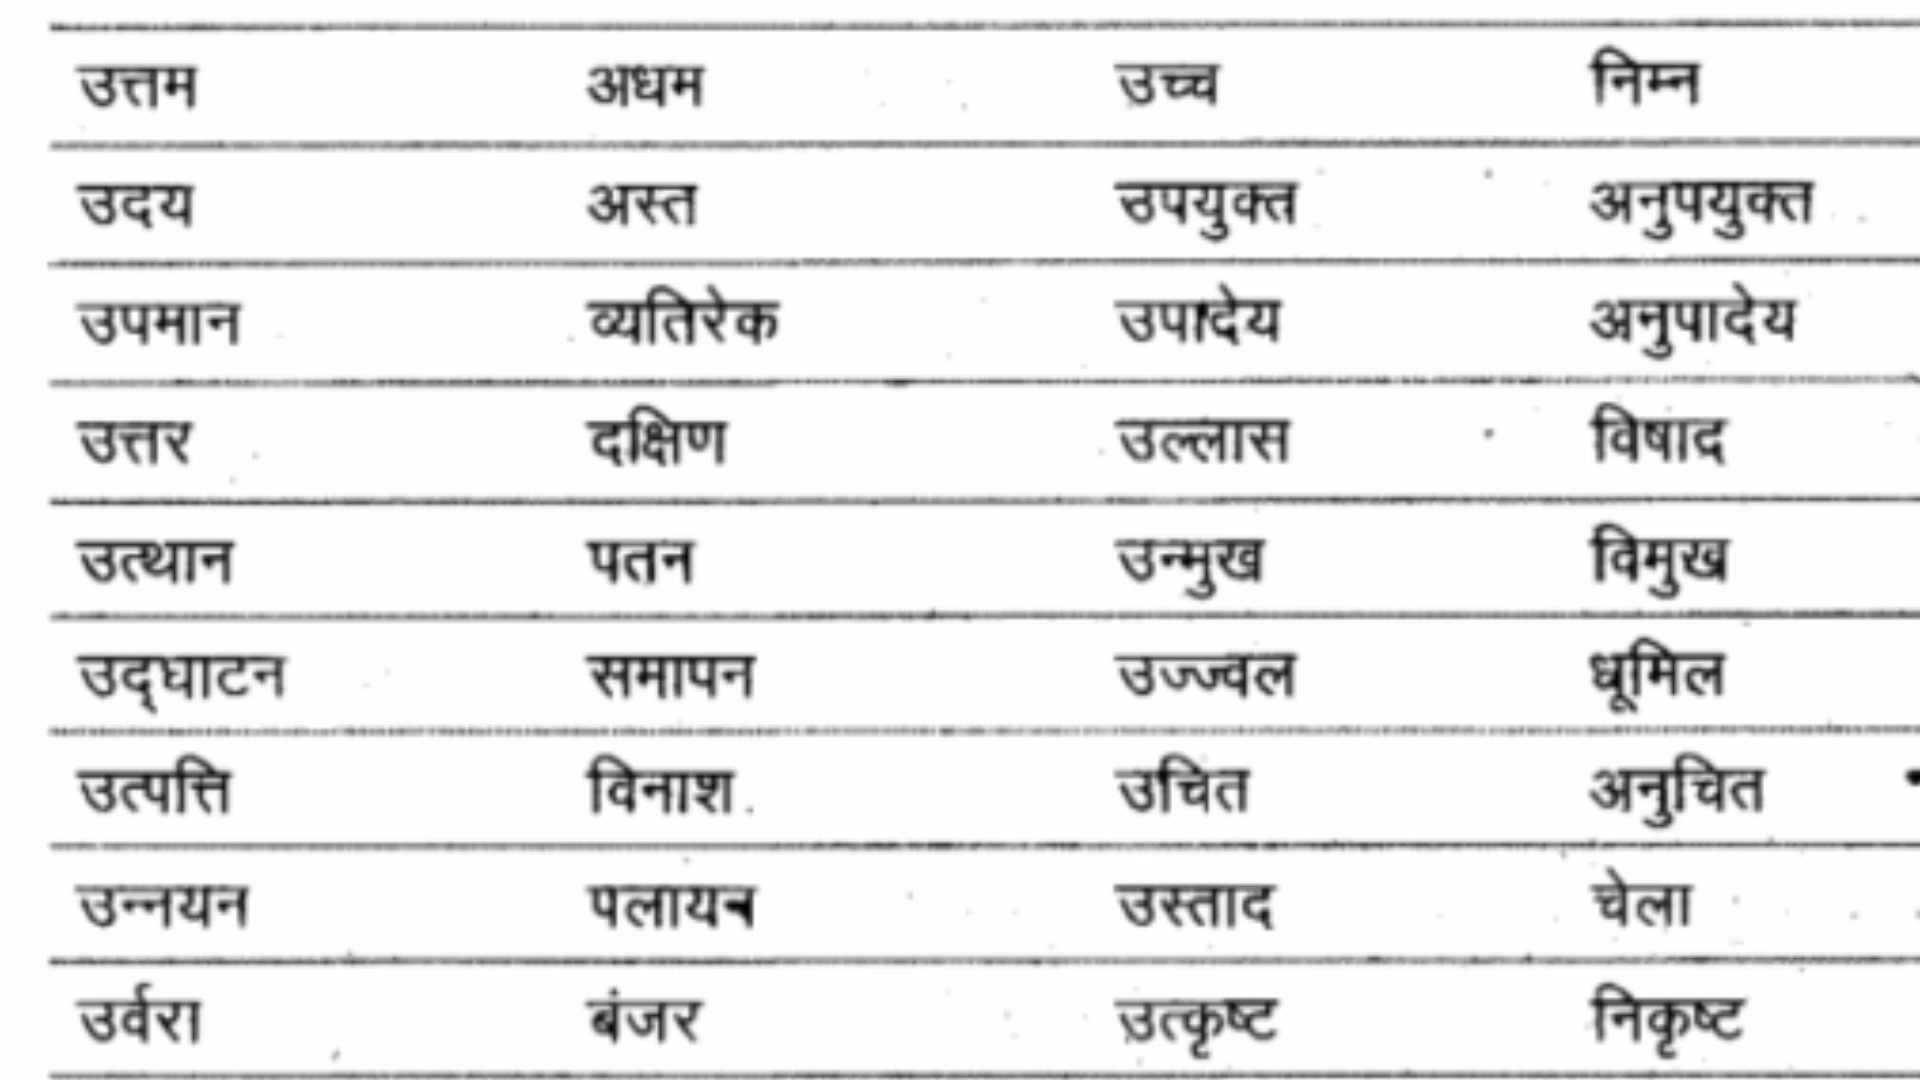 उत्तम अधम उच्च निम्न
उदय अस्त उपयुक्त अनुपयुक्त
उपमान व्यतिरेक उपादेय अनुपादेय
उत्तर दक्षिण उल्लास विषाद
उत्थान पतन उन्मुख विमुख
उद्‌घाटन समापन उज्ज्वल धूमिल
उत्पत्ति विनाश उचित अनुचित
उन्नयन पलायन उस्ताद चेला
उर्वरा बंजर उत्कृष्ट निकृष्ट